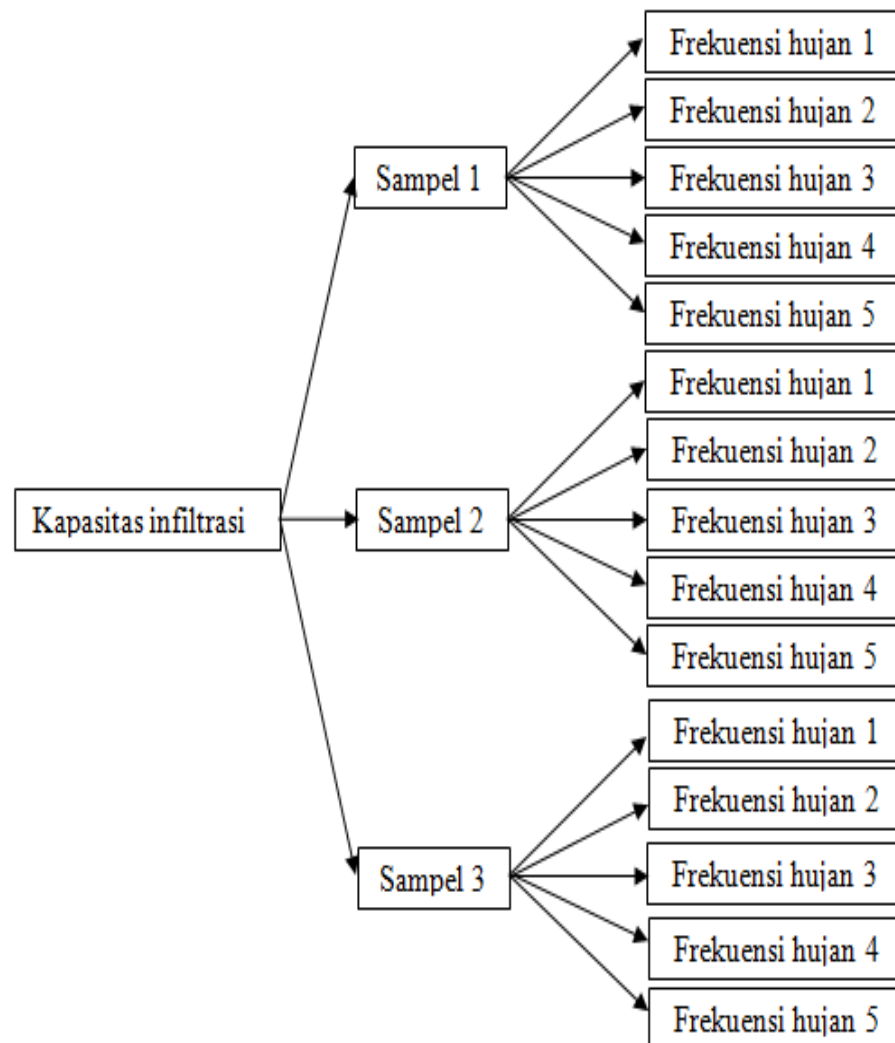 Kapasitas infiltrasi
Sampel 1
Frekuensi hujan 1
Frekuensi hujan 2
Frekuensi hujan 3
Frekuensi hujan 4
Frekuensi hujan 5
Sampel 2
Frekuensi hujan 1
Frekuensi hujan 2
Frekuensi hujan 3
Frekuensi hujan 4
Frekuensi hujan 5
Sampel 3
Frekuensi hujan 1
Frekuensi hujan 2
Frekuensi hujan 3
Frekuensi hujan 4
Frekuensi hujan 5